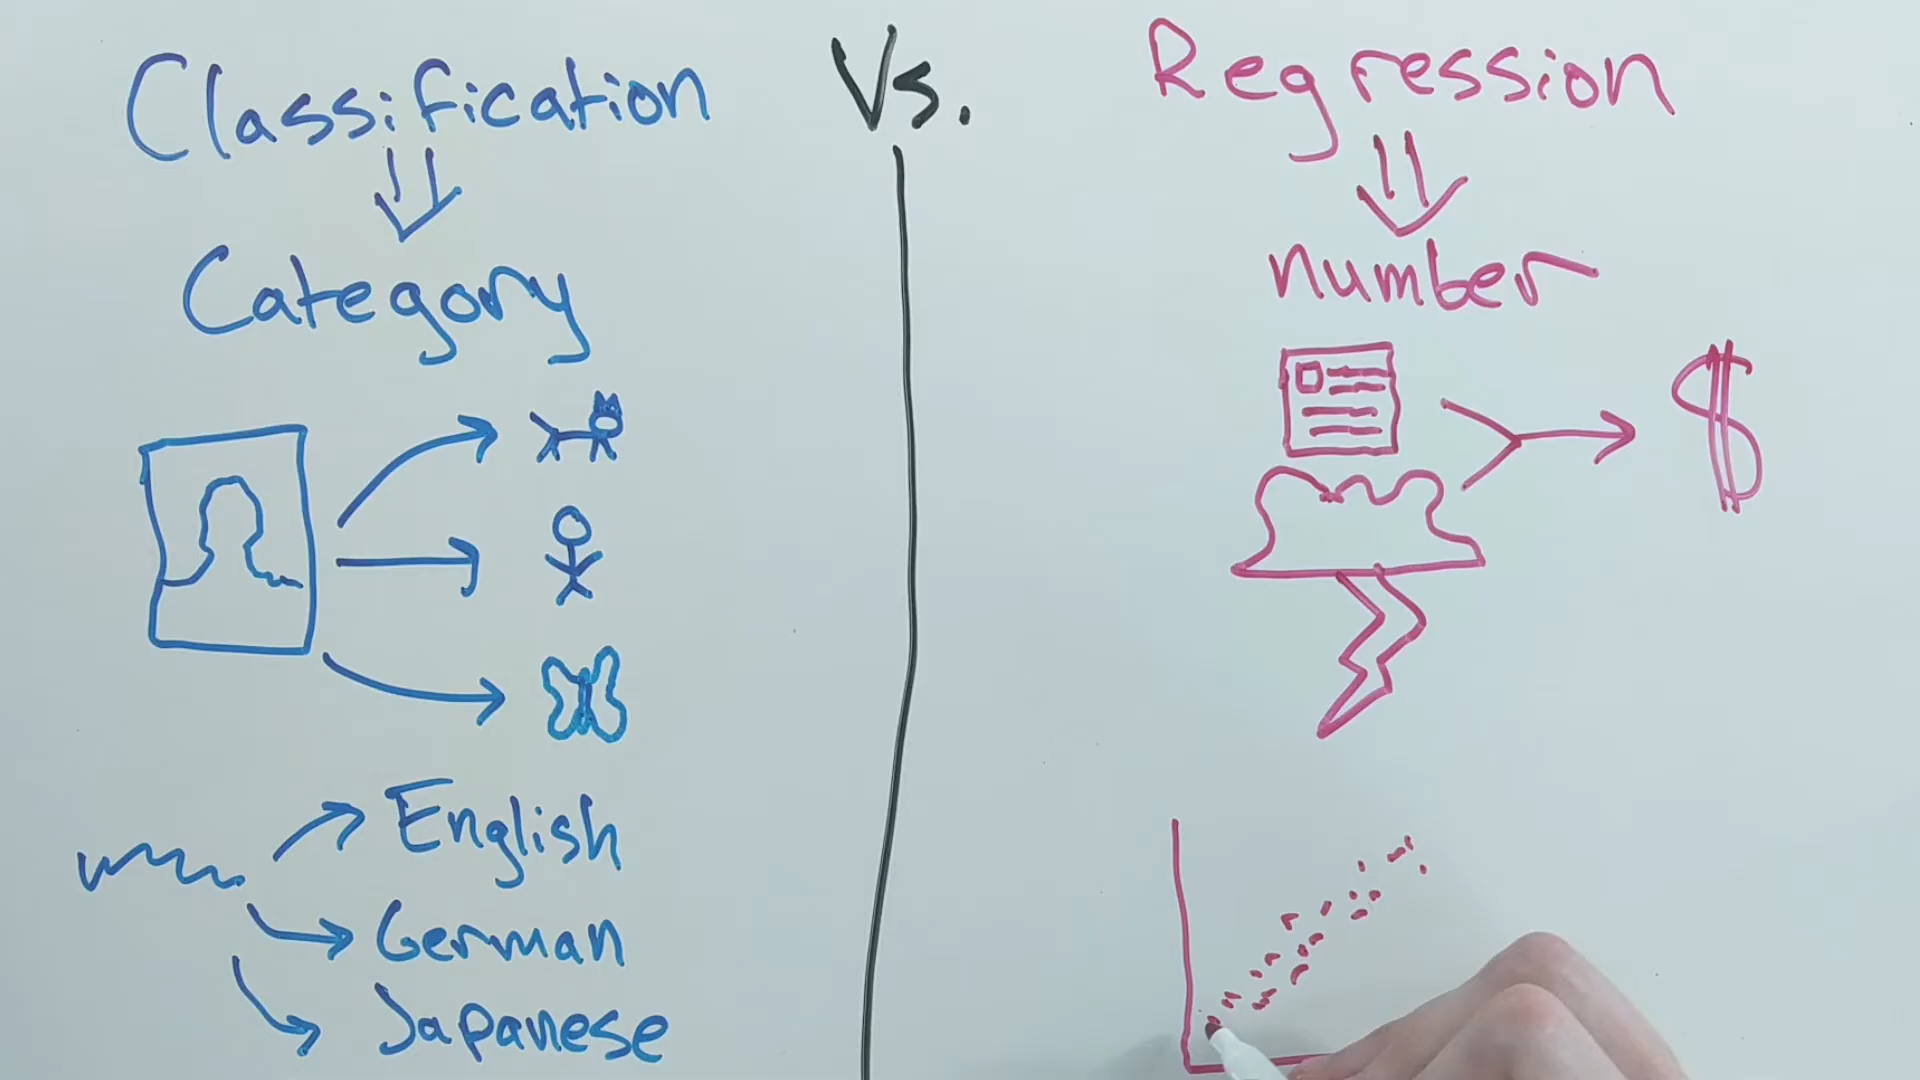 Classification Vs. Regression
Category
number
$
English
German
Japanese